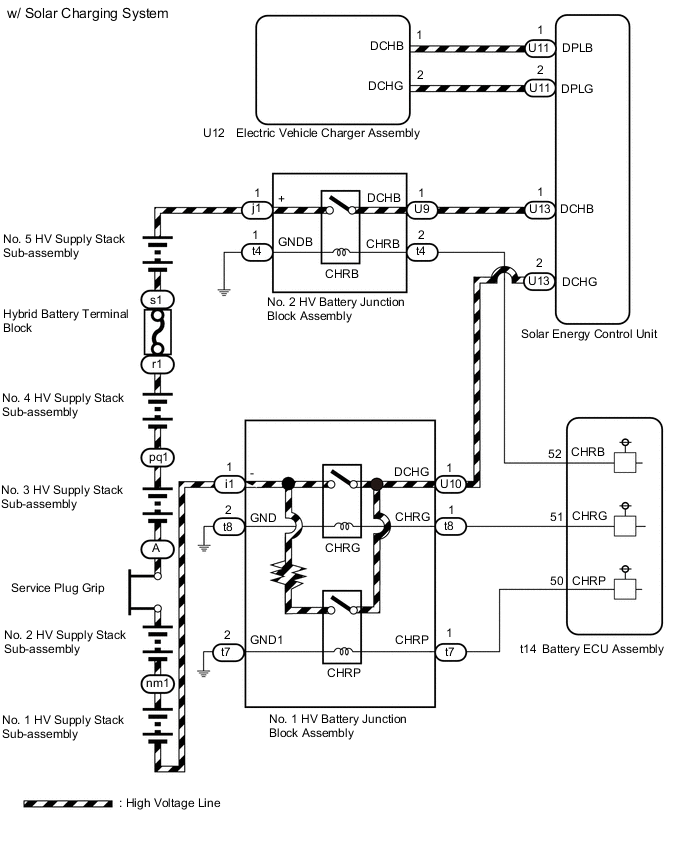 w/ Solar Charging System
DCHB 1 1 U11 DPLB
DCHG 2 2 U11 DPLG
U12 Electric Vehicle Charger Assembly
1 j1 + DCHB 1 U9 1 U13 DCHB
1 t4 GNDB CHRB 2 t4
CHRB
2 U13 DCHG
No. 2 HV Battery Junction
Block Assembly
Solar Energy Control Unit
No. 5 HV Supply Stack
Sub-assembly
s1
Hybrid Battery Terminal
Block
r1
No. 4 HV Supply Stack
Sub-assembly
pq1
No. 3 HV Supply Stack
Sub-assembly
A
Service Plug Grip
No. 2 HV Supply Stack
Sub-assembly
nm1
No. 1 HV Supply Stack
Sub-assembly
1 i1 - DCHG 1 U10
2 t8 GND CHRG 1 t8
CHRG
2 t7 GND1 CHRP 1 t7
CHRP
No. 1 HV Battery Junction
Block Assembly
52 CHRB
51 CHRG
50 CHRP
t14 Battery ECU Assembly
: High Voltage Line